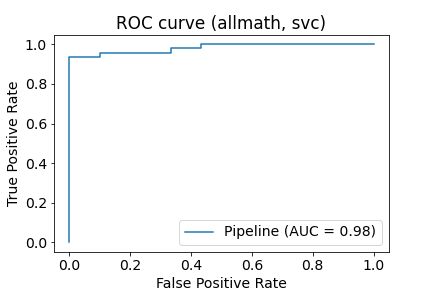 ROC curve (allmath, svc)
True Positive Rate
1.0
0.8
0.6
0.4
0.2
0.0
Pipeline (AUC = 0.98)
0.0 0.2 0.4 0.6 0.8 1.0
False Positive Rate